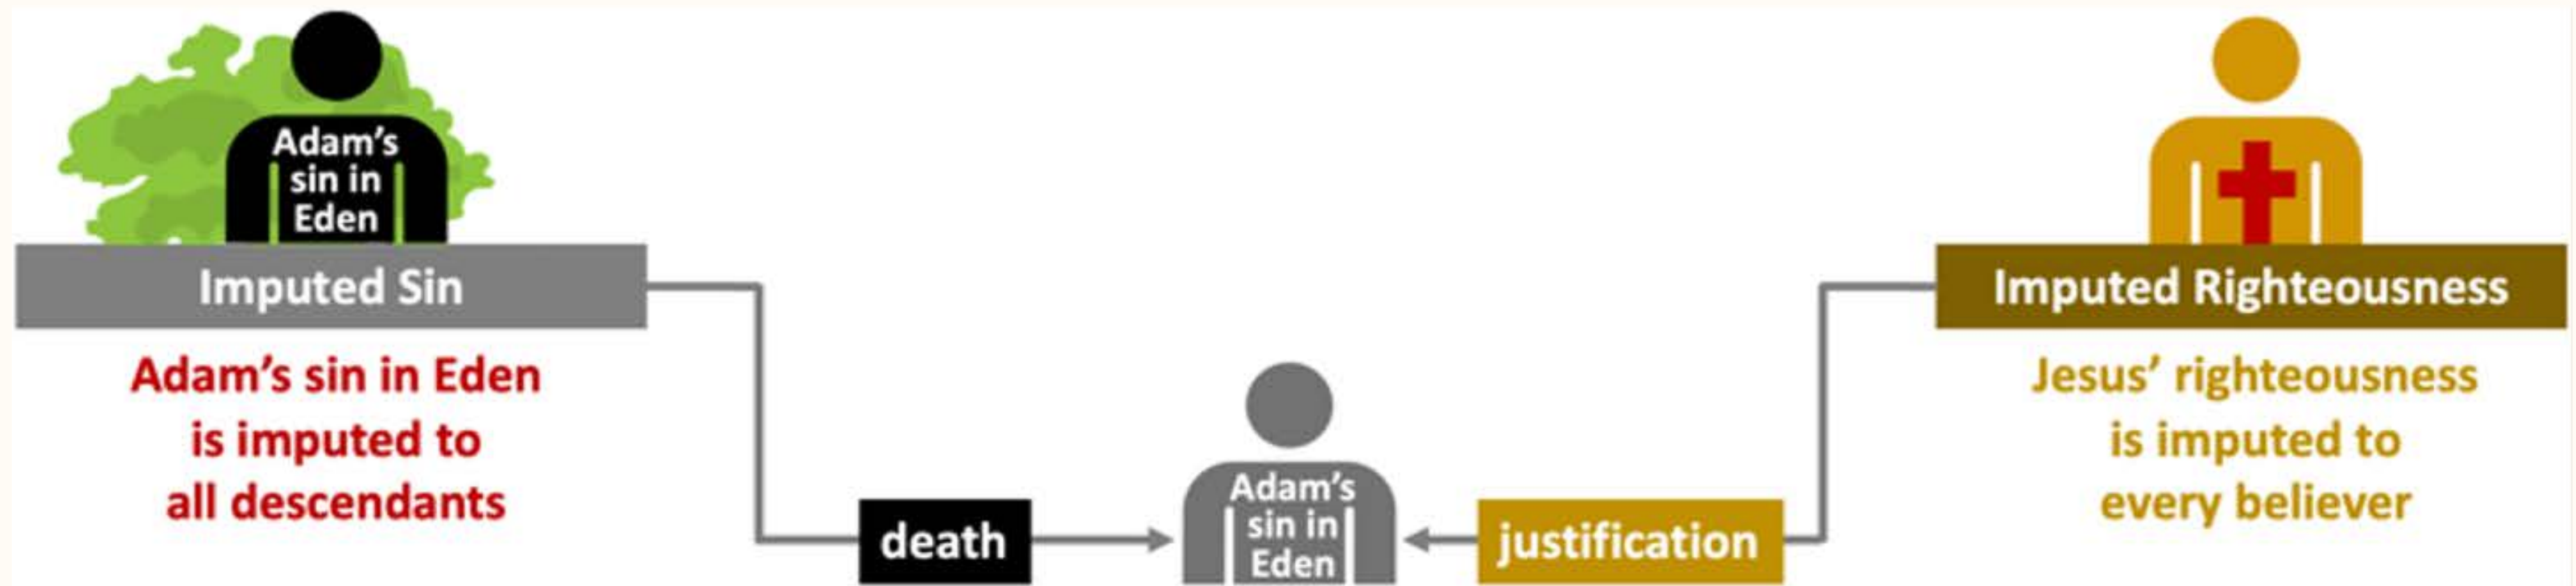 Adam’s
sin in
Eden
Imputed Sin
Adam’s sin in Eden
is imputed to
all descendants
death
Adam’s
sin in
Eden
justification
Imputed Righteousness
Jesus’ righteousness
is imputed to
every believer